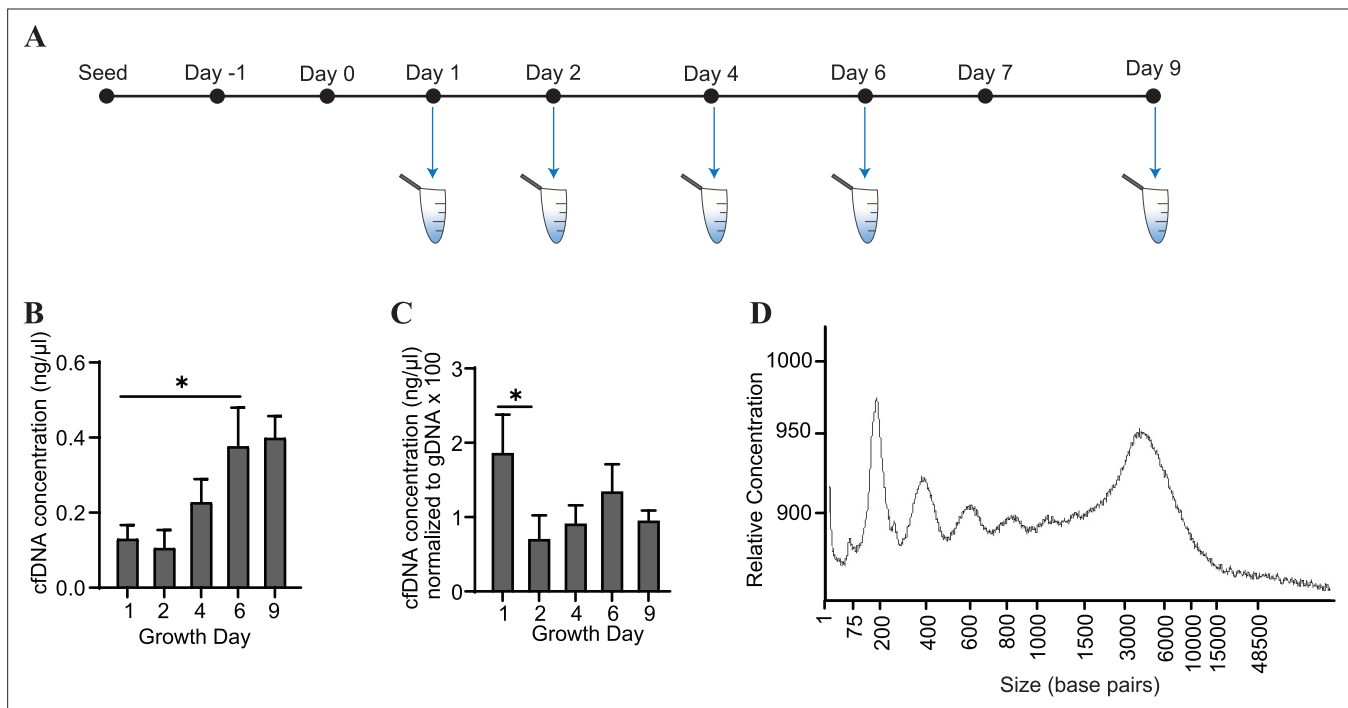 A
Seed Day -1 Day 0 Day 1 Day 2 Day 4 Day 6 Day 7 Day 9
B
cfDNA concentration (ng/µl)
0.6
0.4
0.2
0.0
1 2 4 6 9
Growth Day
*
C
cfDNA concentration (ng/µl)
normalized to gDNA x 100
3
2
1
0
1 2 4 6 9
Growth Day
*
D
Relative Concentration
1000
950
900
1 75 200 400 600 800 1000 1500 3000 6000 10000 15000 48500
Size (base pairs)